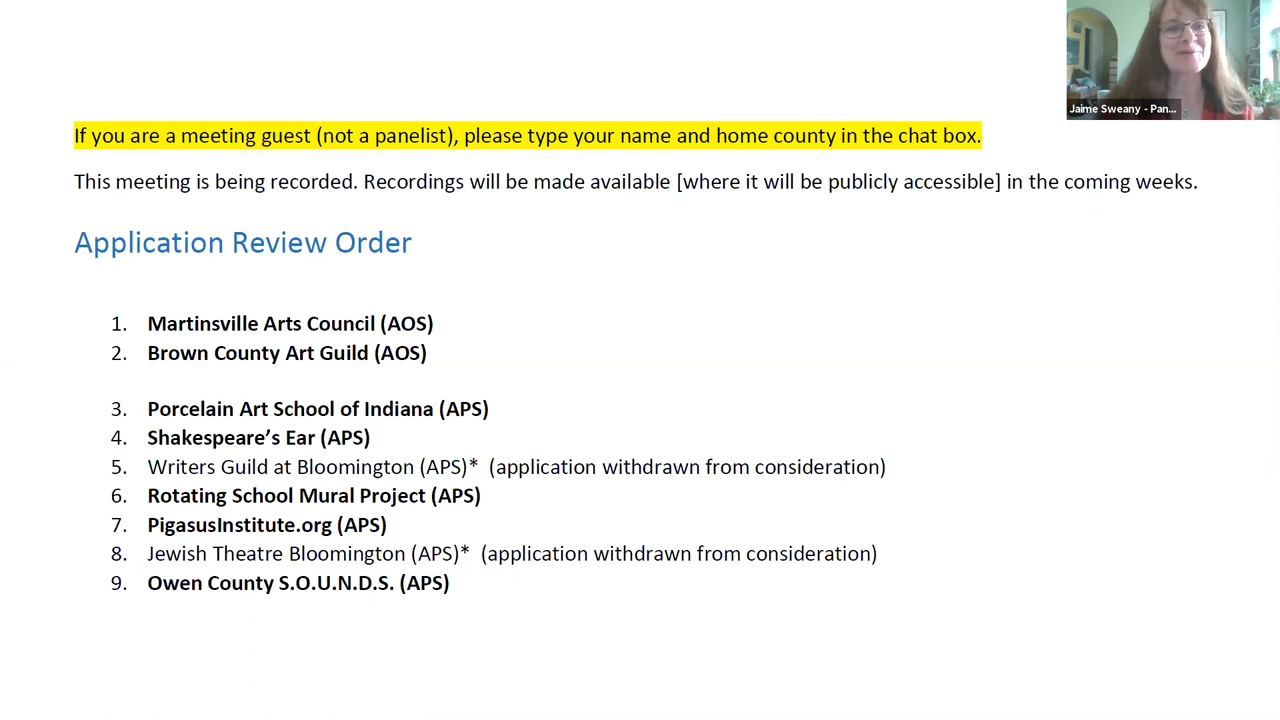 Jaime Sweany - Pan...
If you are a meeting guest (not a panelist), please type your name and home county in the chat box.
This meeting is being recorded. Recordings will be made available [where it will be publicly accessible] in the coming weeks.
Application Review Order
1. Martinsville Arts Council (AOS)
2. Brown County Art Guild (AOS)
3. Porcelain Art School of Indiana (APS)
4. Shakespeare’s Ear (APS)
5. Writers Guild at Bloomington (APS)* (application withdrawn from consideration)
6. Rotating School Mural Project (APS)
7. PigasusInstitute.org (APS)
8. Jewish Theatre Bloomington (APS)* (application withdrawn from consideration)
9. Owen County S.O.U.N.D.S. (APS)